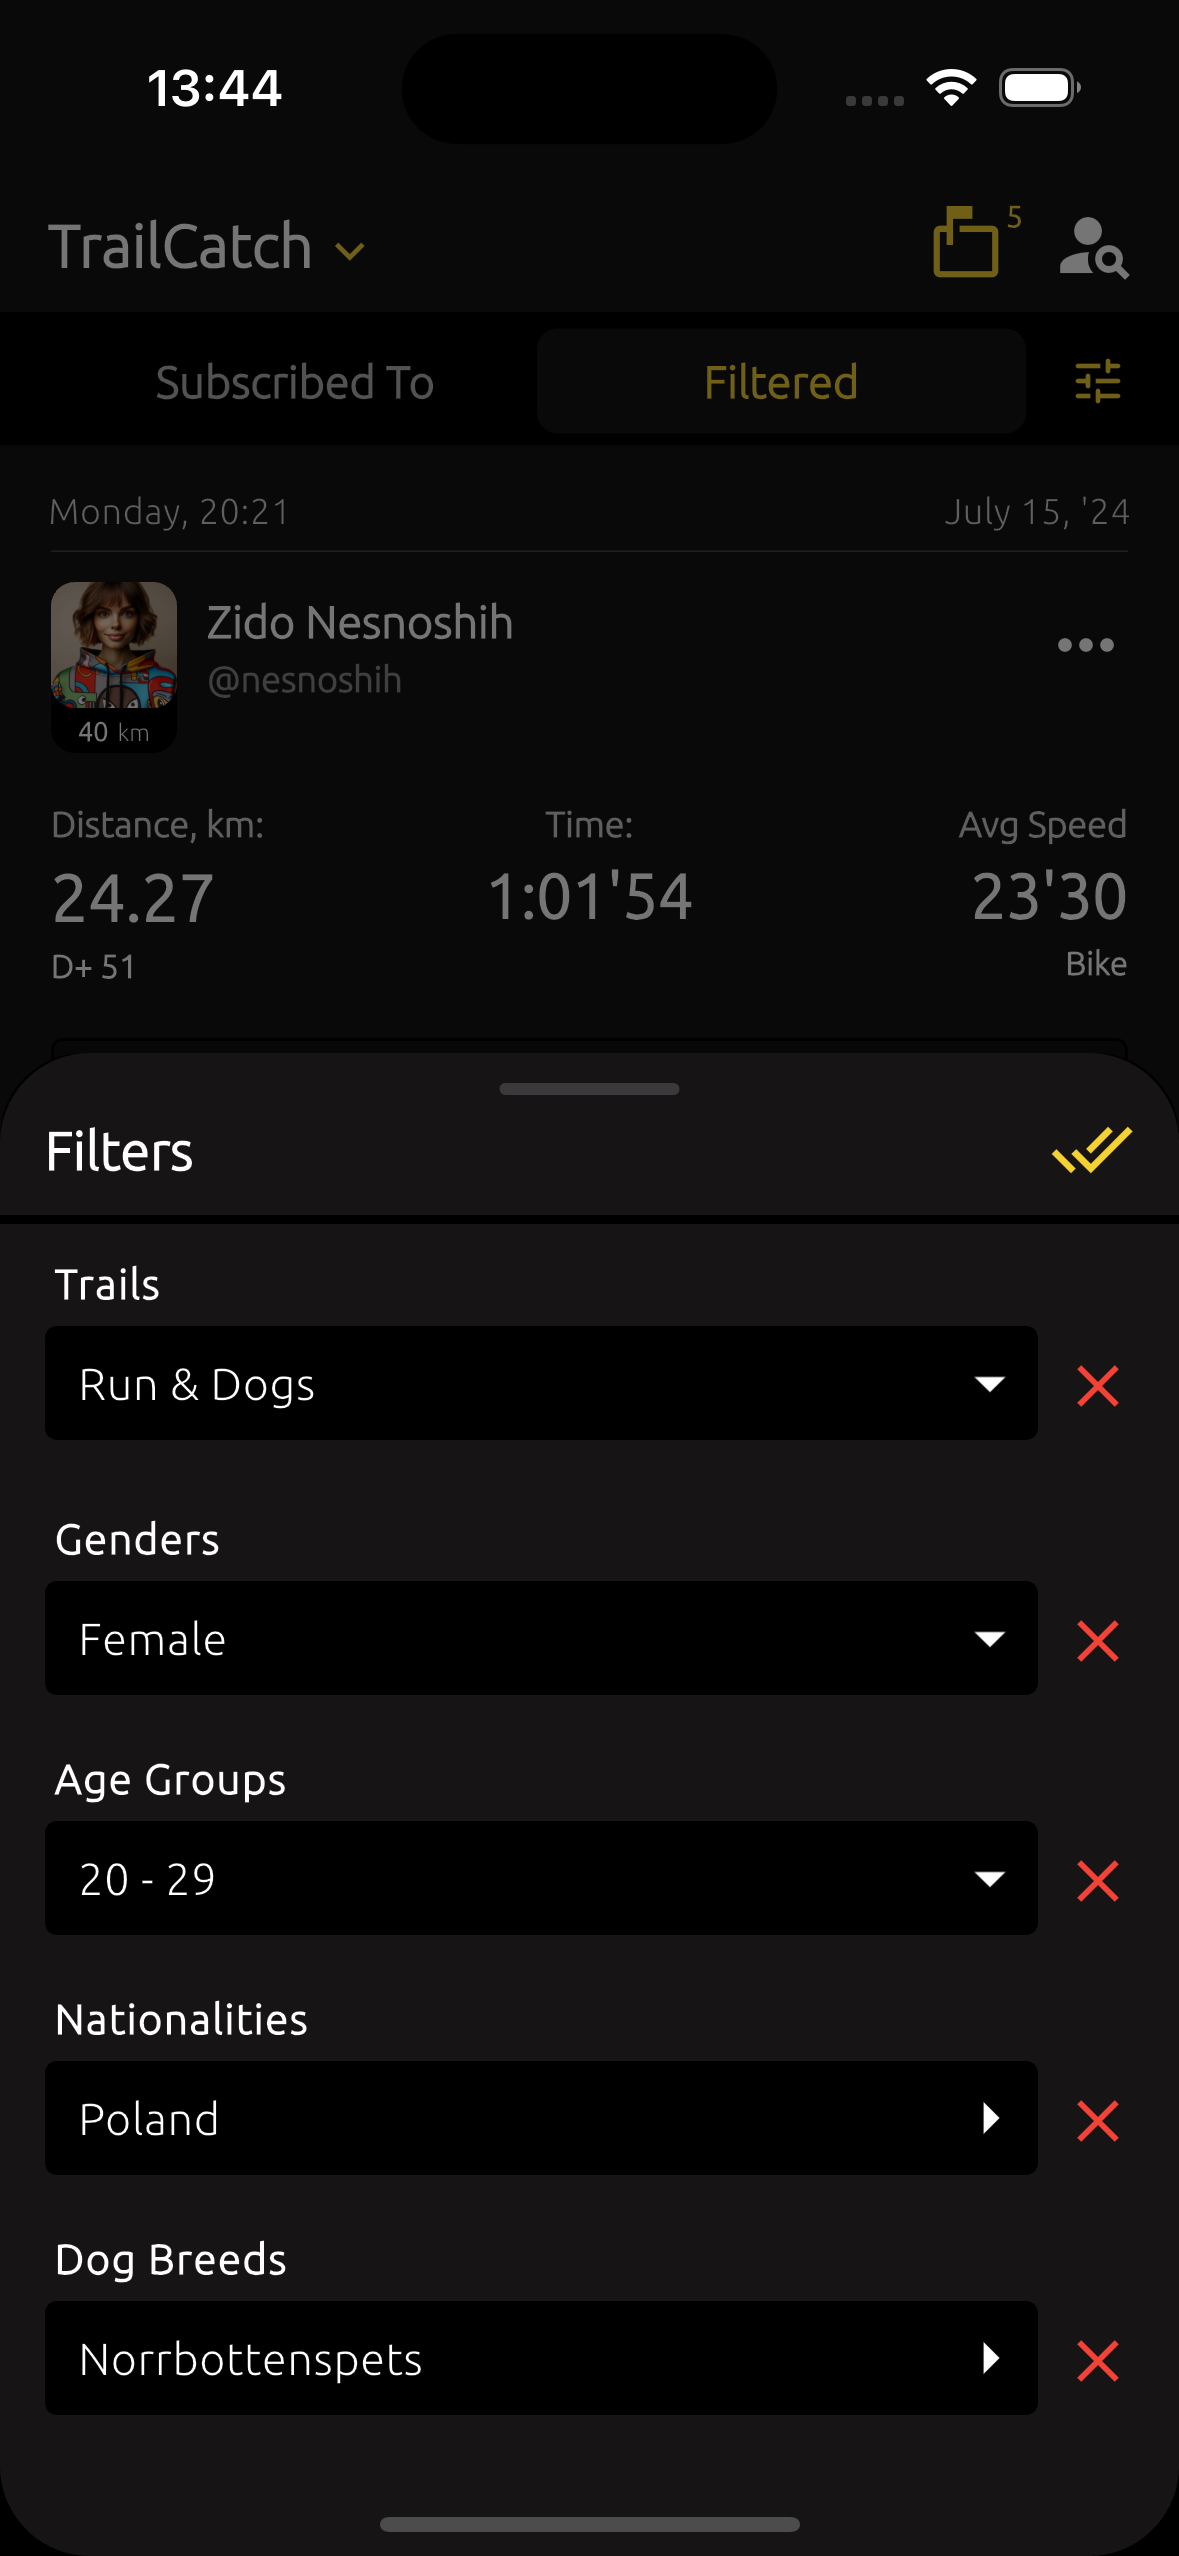 13:44
TrailCatch
5
Subscribed To
Filtered
Monday, 20:21
July 15, '24
Zido Nesnoshih
@nesnoshih
40 km
Distance, km:
Time:
Avg Speed
24.27
1:01'54
23'30
D+ 51
Bike
Filters
Trails
Run & Dogs
Genders
Female
Age Groups
20 - 29
Nationalities
Poland
Dog Breeds
Norrbottenspets